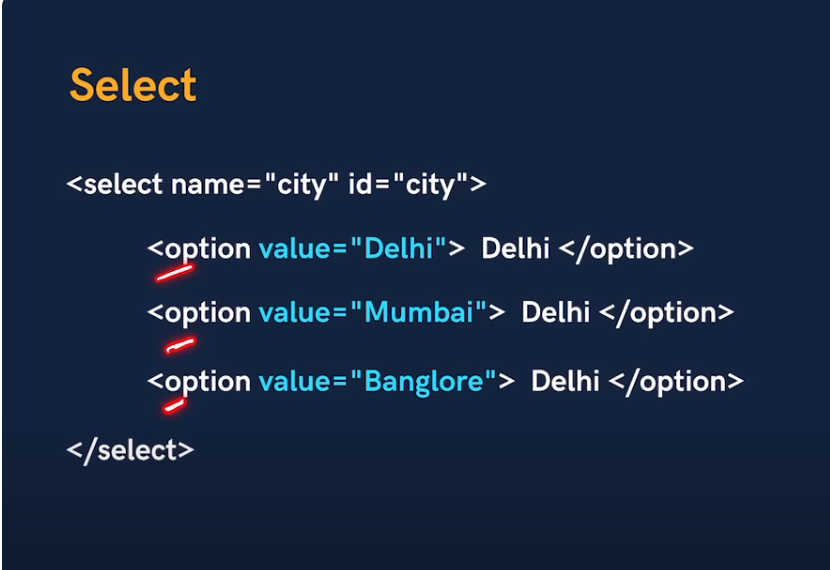 Select
<select name="city" id="city">
<option value="Delhi"> Delhi </option>
<option value="Mumbai"> Delhi </option>
<option value="Banglore"> Delhi </option>
</select>